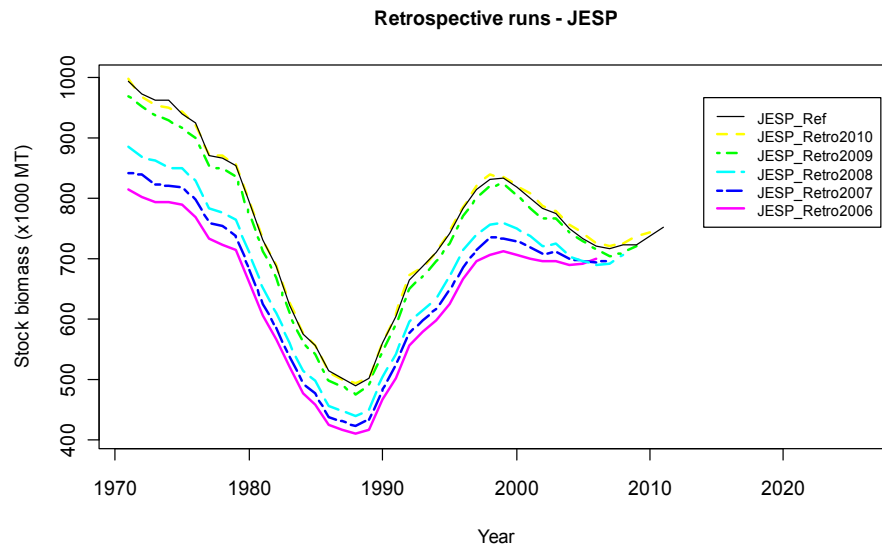 Retrospective runs - JESP
Stock biomass (x1000 MT)
1000
900
800
700
600
500
400
JESP_Ref
JESP_Retro2010
JESP_Retro2009
JESP_Retro2008
JESP_Retro2007
JESP_Retro2006
1970 1980 1990 2000 2010 2020
Year